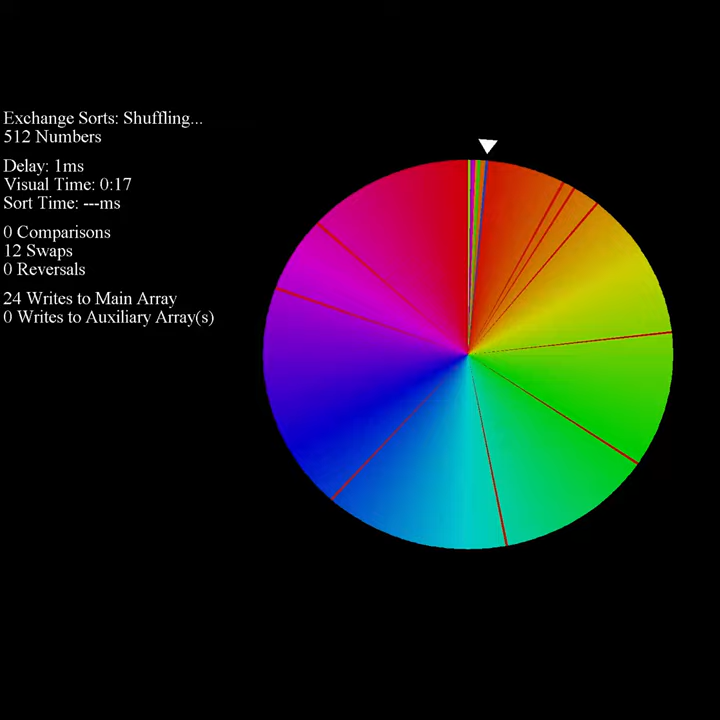 Exchange Sorts: Shuffling...
512 Numbers
Delay: 1ms
Visual Time: 0:17
Sort Time: ---ms
0 Comparisons
12 Swaps
0 Reversals
24 Writes to Main Array
0 Writes to Auxiliary Array(s)